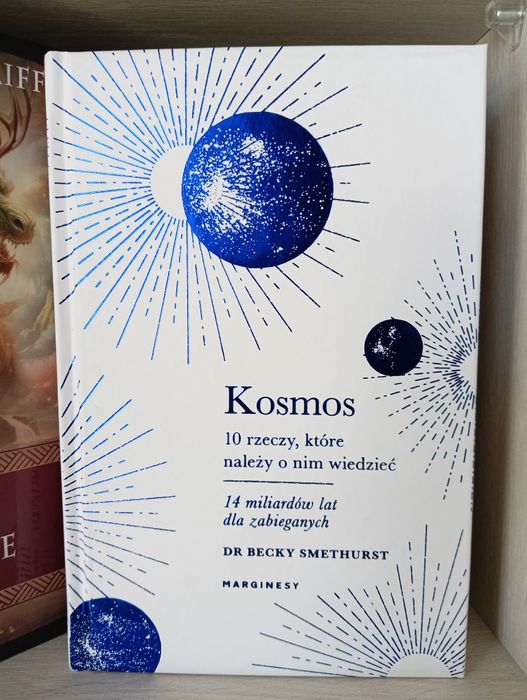 Kosmos
10 rzeczy, które
należy o nim wiedzieć
14 miliardów lat
dla zabieganych
DR BECKY SMETHURST
MARGINESY